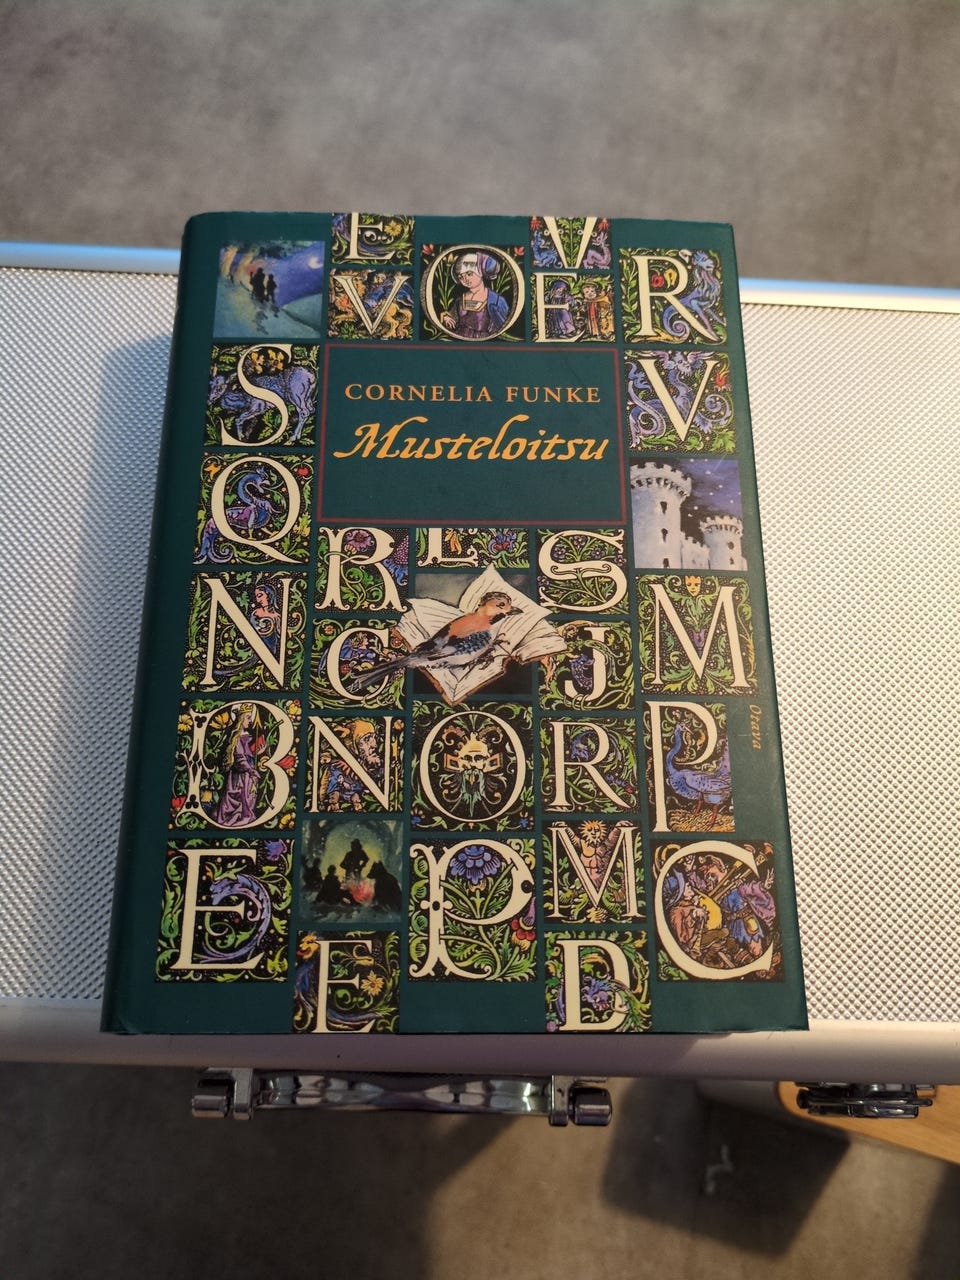 E V
V O E R
S V
CORNELIA FUNKE
Musteloitsu
Q
R S
N M
C J
B N O R P
Otava
E P M C
E D